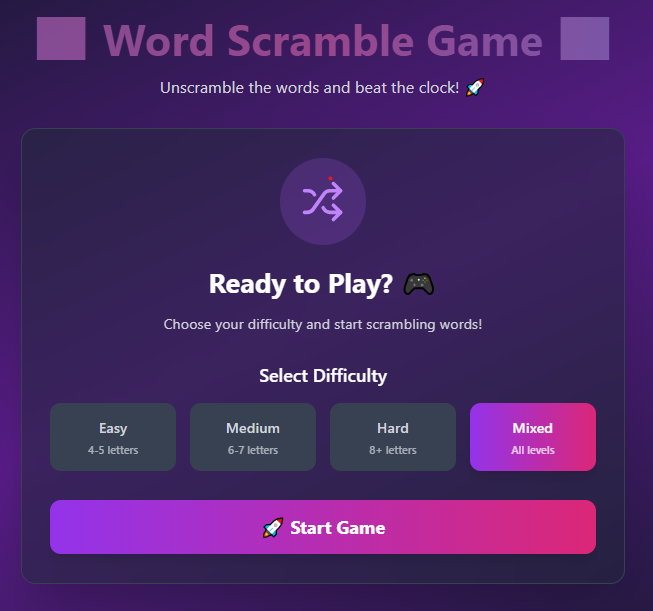 Word Scramble Game
Unscramble the words and beat the clock! 🚀
Ready to Play? 🎮
Choose your difficulty and start scrambling words!
Select Difficulty
Easy
4-5 letters
Medium
6-7 letters
Hard
8+ letters
Mixed
All levels
🚀 Start Game